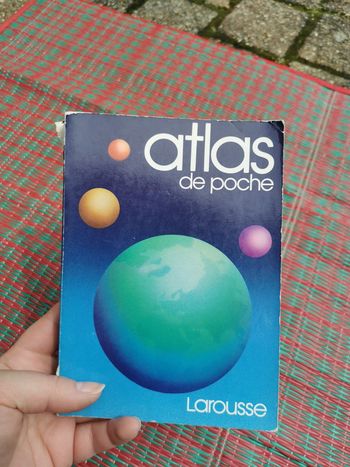 atlas
de poche
Larousse